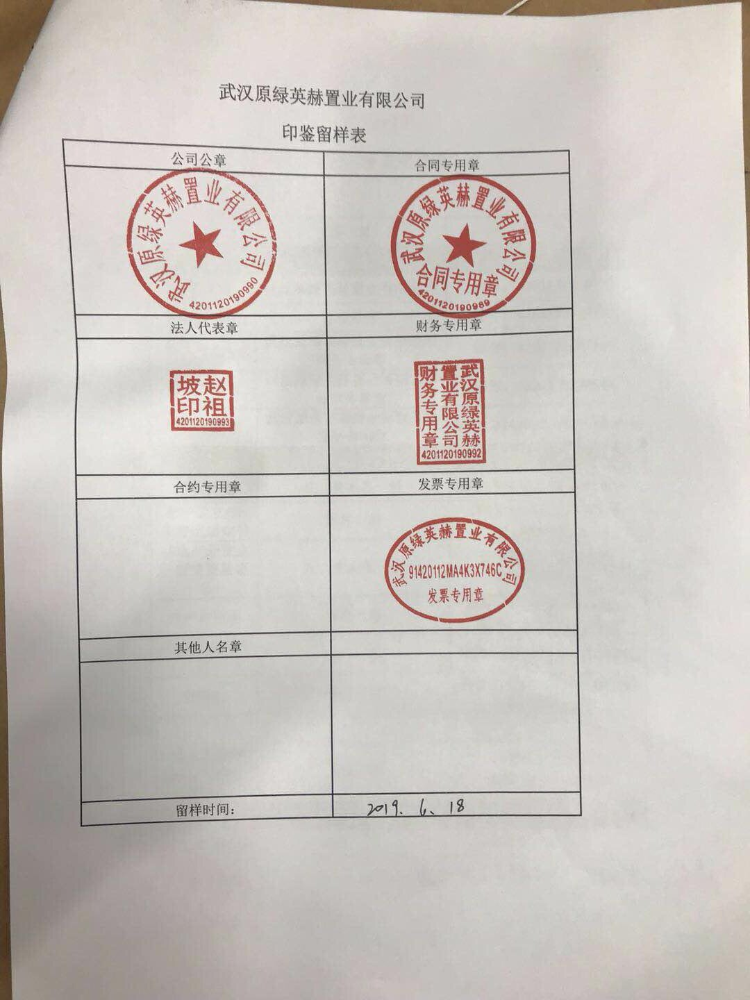 武汉原绿英赫置业有限公司
印鉴留样表
公司公章
合同专用章
武汉原绿英赫置业有限公司
4201120190990
武汉原绿英赫置业有限公司
合同专用章
4201120190989
法人代表章
财务专用章
赵祖
坡印
4201120190993
武汉原绿英赫
置业有限公司
财务专用章
4201120190992
合约专用章
发票专用章
武汉原绿英赫置业有限公司
91420112MA4K3X746C
发票专用章
其他人名章
留样时间:
2019. 6、18